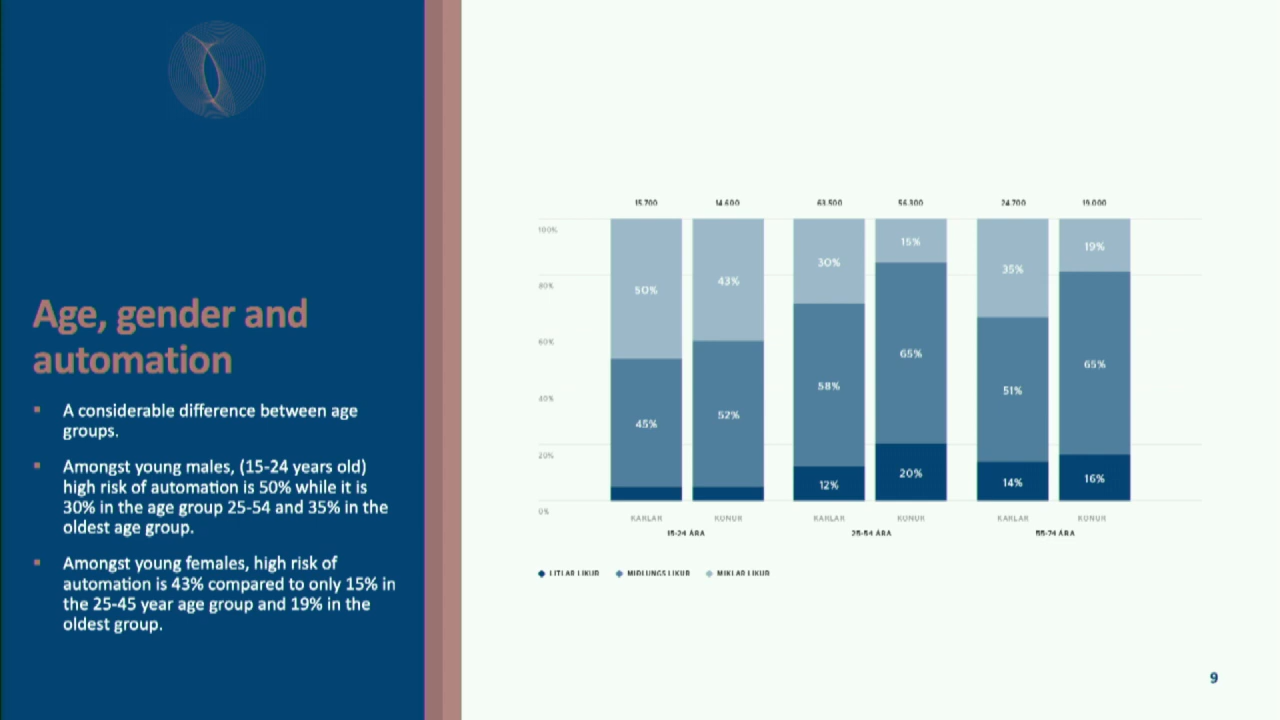 Age, gender and
automation
▪ A considerable difference between age
groups.
▪ Amongst young males, (15-24 years old)
high risk of automation is 50% while it is
30% in the age group 25-54 and 35% in the
oldest age group.
▪ Amongst young females, high risk of
automation is 43% compared to only 15% in
the 25-45 year age group and 19% in the
oldest group.
15.700 14.600 63.500 56.300 24.700 19.000
100%
80%
60%
40%
20%
0%
50% 43% 30% 15% 35% 19%
45% 52% 58% 65% 51% 65%
12% 20% 14% 16%
KARLAR KONUR KARLAR KONUR KARLAR KONUR
15-24 ÁRA 25-54 ÁRA 55-74 ÁRA
LITLAR LÍKUR MIÐLUNGS LÍKUR MIKLAR LÍKUR
9